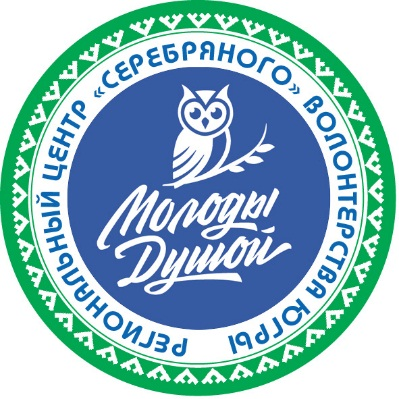 РЕГИОНАЛЬНЫЙ ЦЕНТР «СЕРЕБРЯНОГО» ВОЛОНТЕРСТВА ЮГРЫ
Молоды
Душой